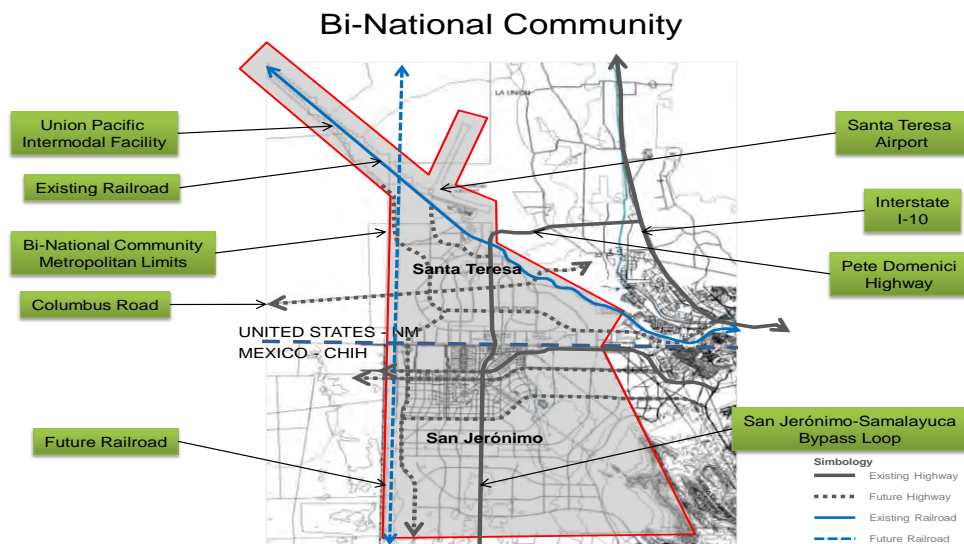 Bi-National Community
LA UNION
Union Pacific
Intermodal Facility
Santa Teresa
Airport
Existing Railroad
Interstate
I-10
Bi-National Community
Metropolitan Limits
Pete Domenici
Highway
Santa Teresa
Columbus Road
UNITED STATES - NM
MEXICO - CHIH
Future Railroad
San Jerónimo
San Jerónimo-Samalayuca
Bypass Loop
Simbology
Existing Highway
Future Highway
Existing Railroad
Future Railroad